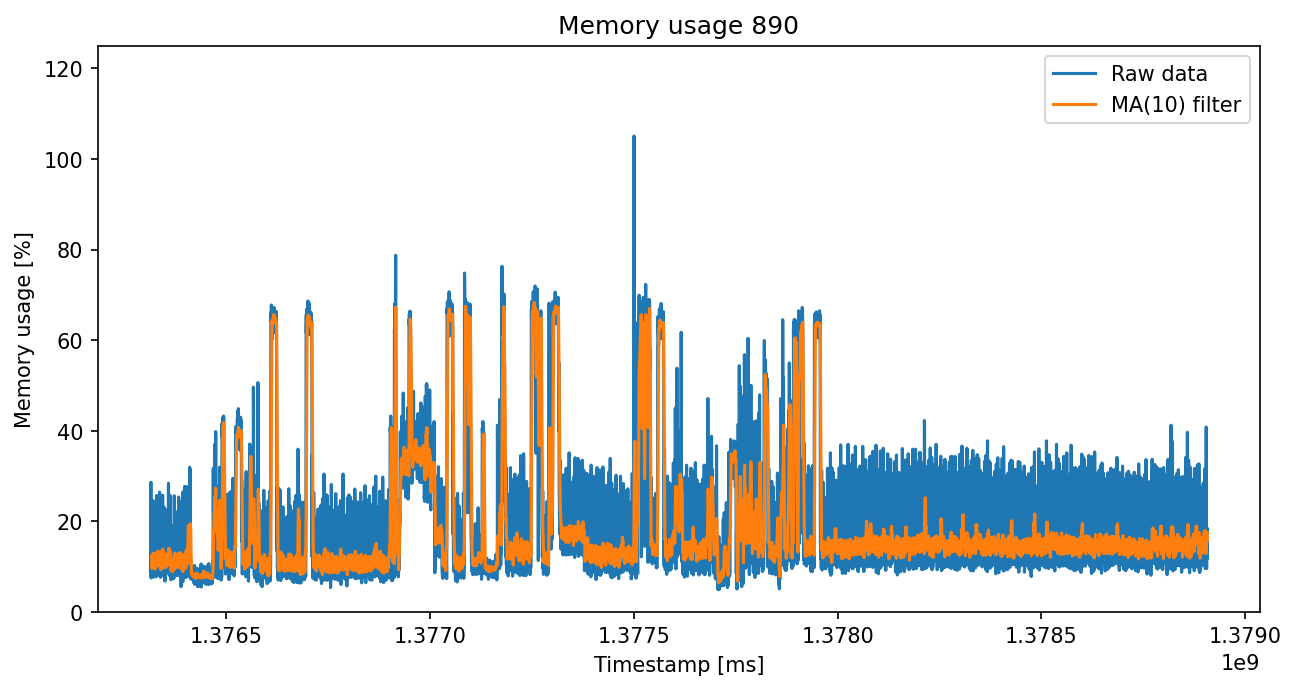 Memory usage 890
Raw data
MA(10) filter
Memory usage [%]
120
100
80
60
40
20
0
1.3765 1.3770 1.3775 1.3780 1.3785 1.3790
1e9
Timestamp [ms]